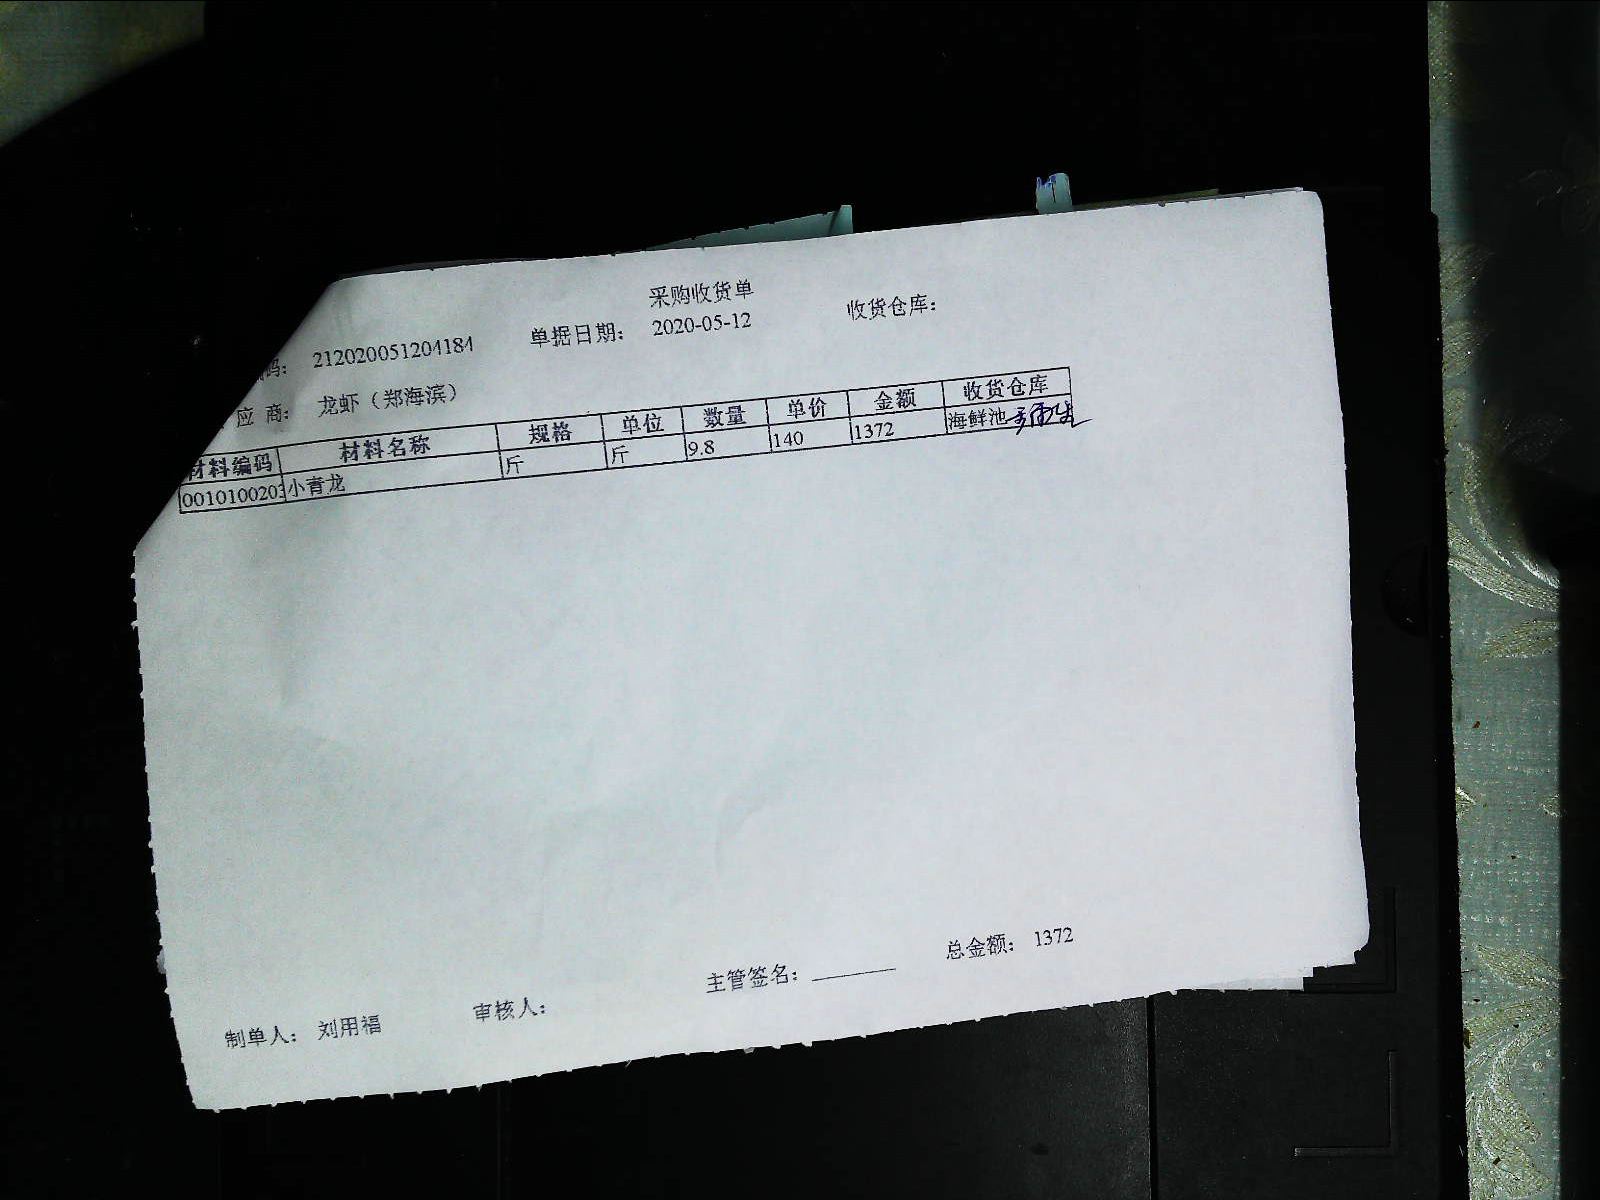 采购收货单
码: 212020051204184 单据日期: 2020-05-12 收货仓库:
应 商: 龙虾（郑海滨）
材料编码 材料名称 规格 单位 数量 单价 金额 收货仓库
0010100203 小青龙 斤 斤 9.8 140 1372 海鲜池
主管签名: 总金额: 1372
制单人: 刘用福 审核人: